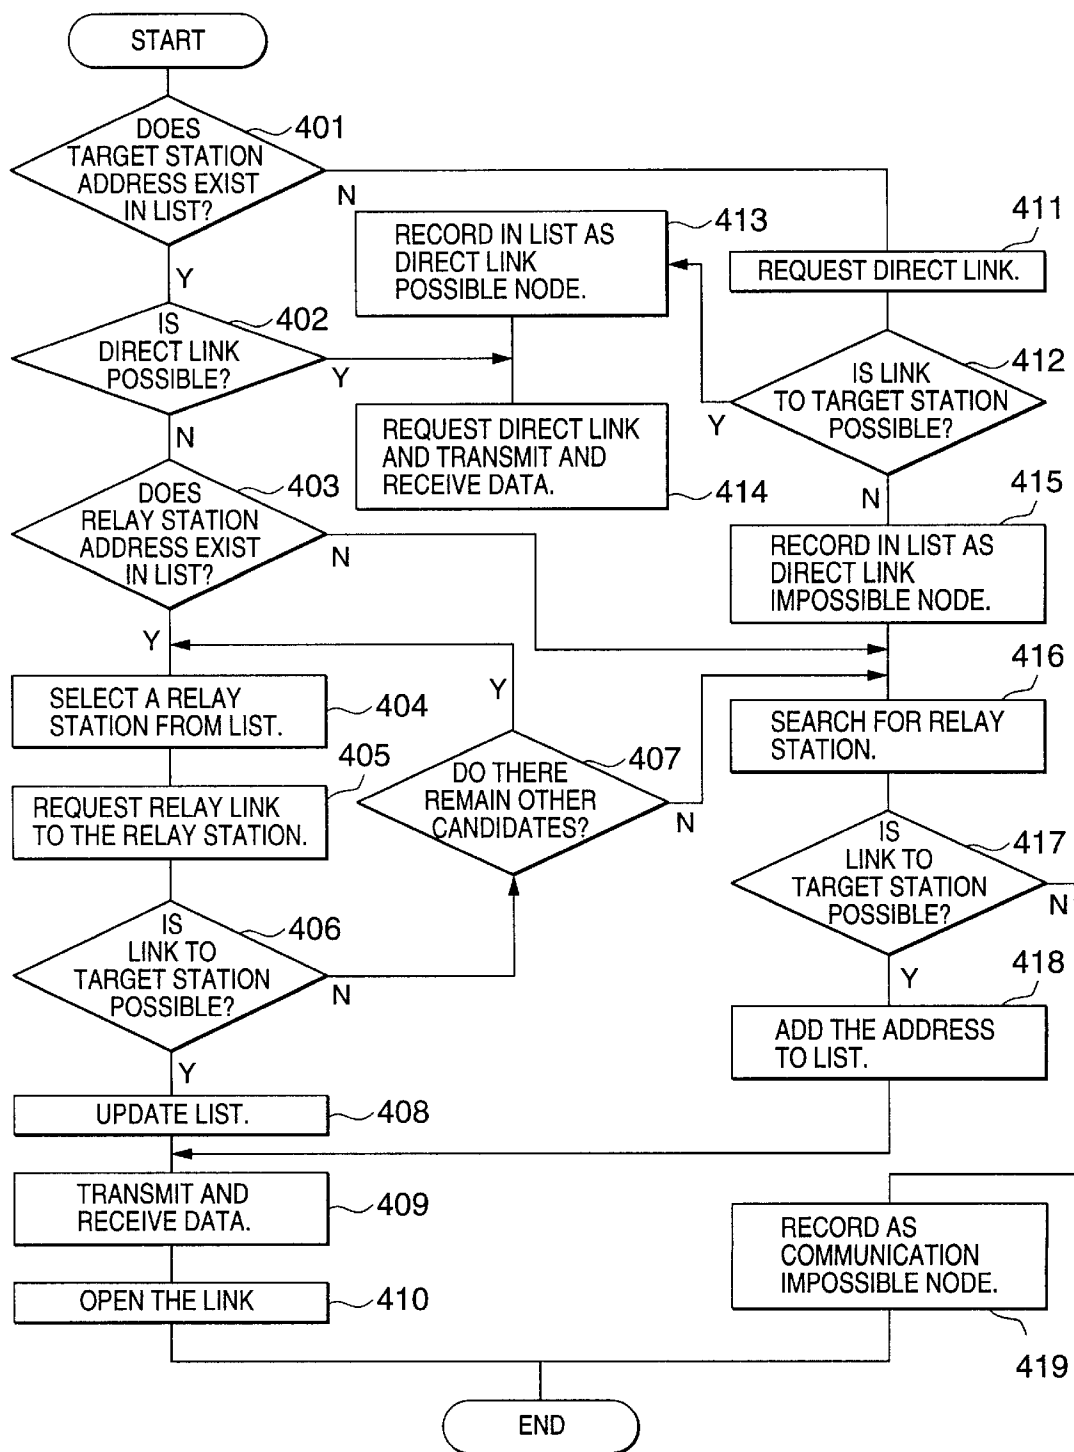 START
DOES
TARGET STATION
ADDRESS EXIST
IN LIST?
401
N
Y
IS
DIRECT LINK
POSSIBLE?
402
Y
N
RECORD IN LIST AS
DIRECT LINK
POSSIBLE NODE.
413
REQUEST DIRECT LINK
AND TRANSMIT AND
RECEIVE DATA.
414
411
REQUEST DIRECT LINK.
IS LINK
TO TARGET STATION
POSSIBLE?
412
Y
N
415
RECORD IN LIST AS
DIRECT LINK
IMPOSSIBLE NODE.
DOES
RELAY STATION
ADDRESS EXIST
IN LIST?
403
N
Y
SELECT A RELAY
STATION FROM LIST.
404
405
REQUEST RELAY LINK
TO THE RELAY STATION.
IS
LINK TO
TARGET STATION
POSSIBLE?
406
N
Y
DO THERE
REMAIN OTHER
CANDIDATES?
407
Y
N
416
SEARCH FOR RELAY
STATION.
IS
LINK TO
TARGET STATION
POSSIBLE?
417
N
Y
418
ADD THE ADDRESS
TO LIST.
UPDATE LIST.
408
TRANSMIT AND
RECEIVE DATA.
409
OPEN THE LINK
410
RECORD AS
COMMUNICATION
IMPOSSIBLE NODE.
419
END